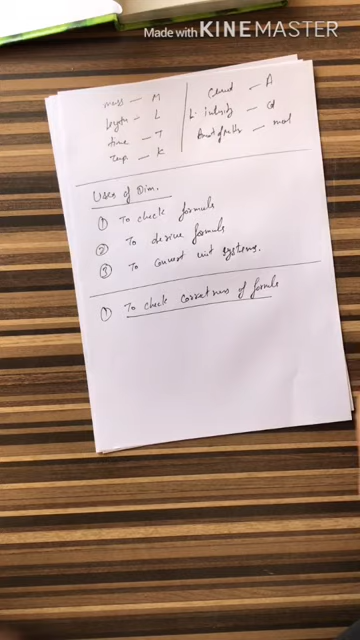 Made with KINEMASTER
mass — M
length — L
time — T
Temp. — K
Current — A
L. intensity — Cd
Amt of matter — mol
Uses of Dim.
① To check formula
② To derive formula
③ To convert unit systems.
① To check correctness of formula